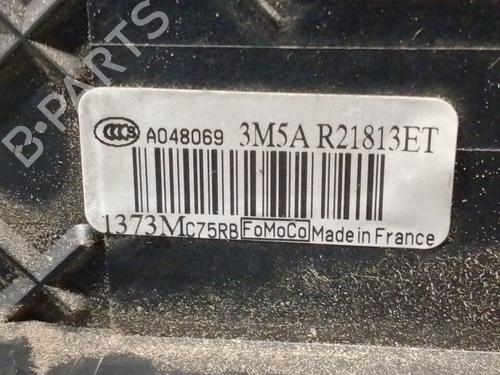 B-Parts
CCC S A048069 3M5A R21813ET
1373M C75RB FoMoCo Made in France